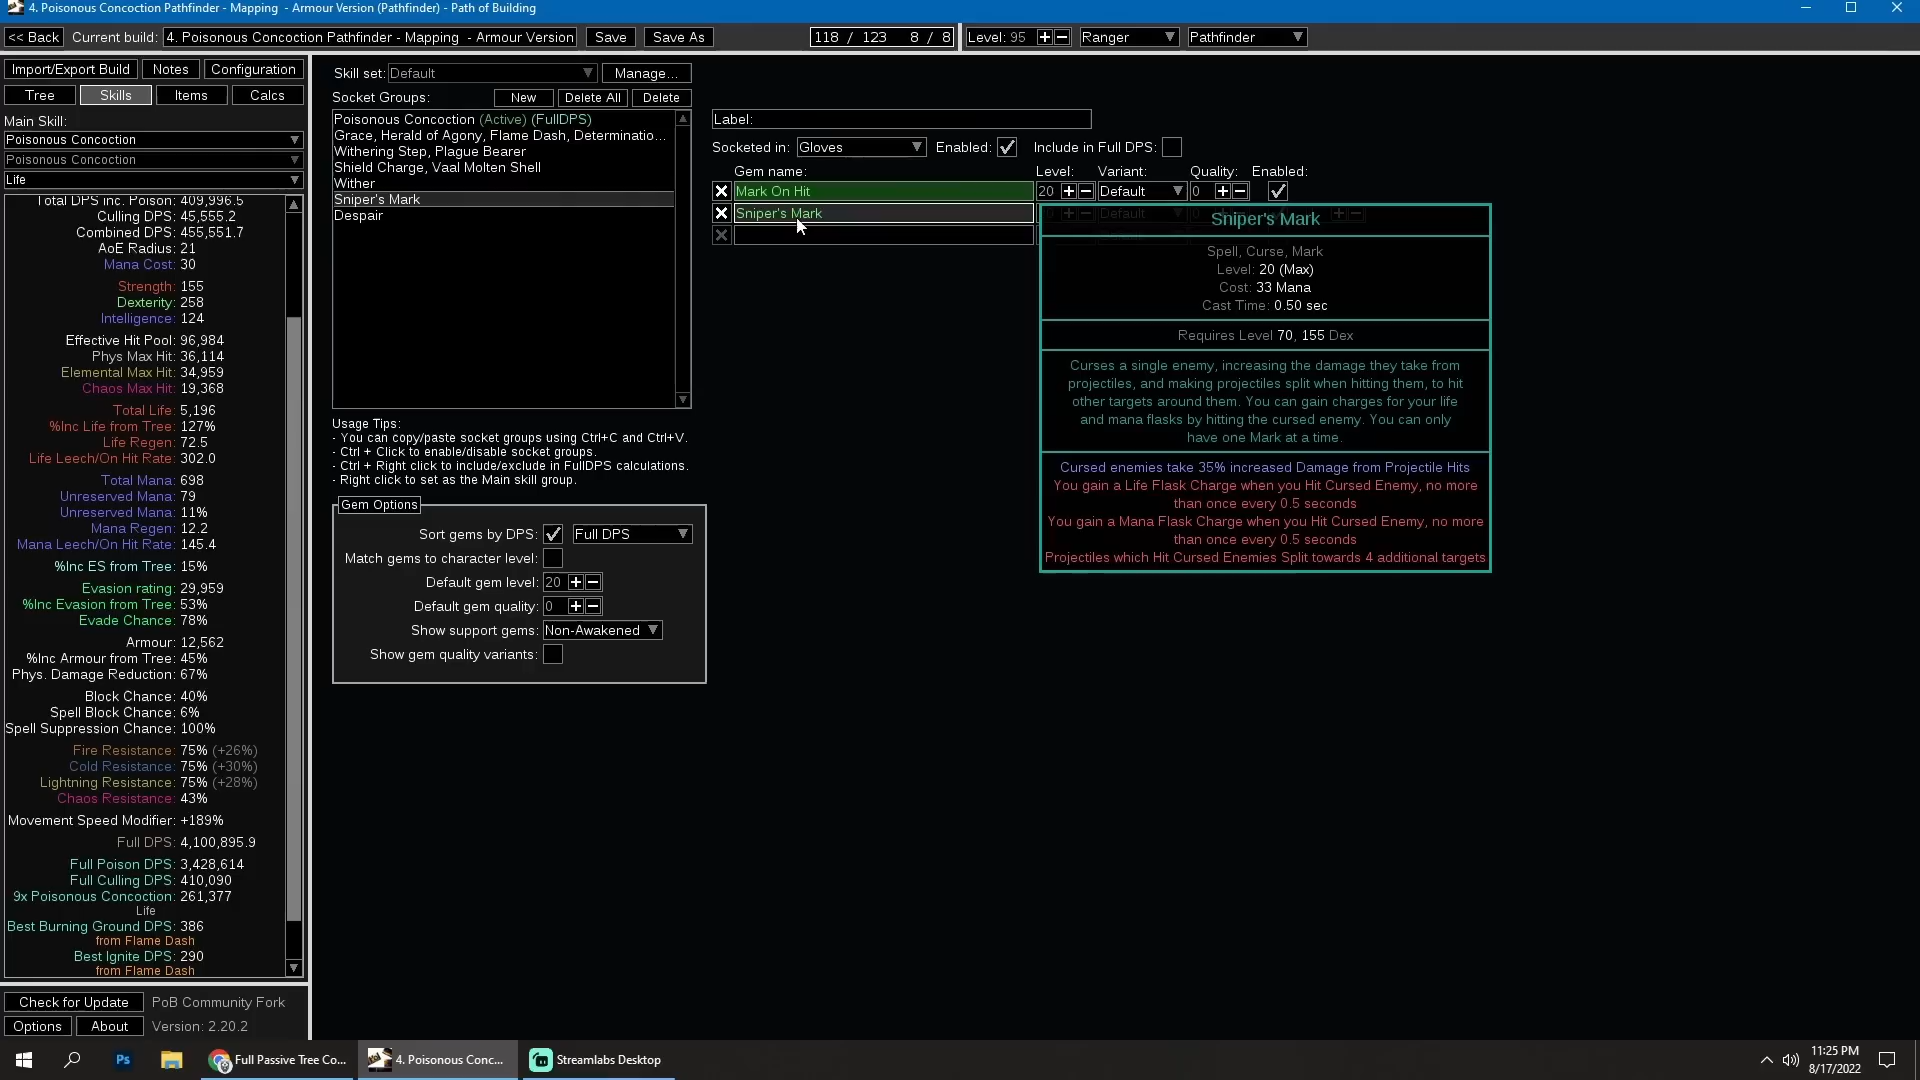 4. Poisonous Concoction Pathfinder - Mapping - Armour Version (Pathfinder) - Path of Building
<< Back
Current build:
4. Poisonous Concoction Pathfinder - Mapping - Armour Version
Save
Save As
118 / 123 8 / 8
Level: 95
Ranger
Pathfinder
Import/Export Build
Notes
Configuration
Tree
Skills
Items
Calcs
Main Skill:
Poisonous Concoction
Poisonous Concoction
Life
Total DPS inc. Poison: 409,996.5
Culling DPS: 45,555.2
Combined DPS: 455,551.7
AoE Radius: 21
Mana Cost: 30
Strength: 155
Dexterity: 258
Intelligence: 124
Effective Hit Pool: 96,984
Phys Max Hit: 36,114
Elemental Max Hit: 34,959
Chaos Max Hit: 19,368
Total Life: 5,196
%Inc Life from Tree: 127%
Life Regen: 72.5
Life Leech/On Hit Rate: 302.0
Total Mana: 698
Unreserved Mana: 79
Unreserved Mana: 11%
Mana Regen: 12.2
Mana Leech/On Hit Rate: 145.4
%Inc ES from Tree: 15%
Evasion rating: 29,959
%Inc Evasion from Tree: 53%
Evade Chance: 78%
Armour: 12,562
%Inc Armour from Tree: 45%
Phys. Damage Reduction: 67%
Block Chance: 40%
Spell Block Chance: 6%
Spell Suppression Chance: 100%
Fire Resistance: 75% (+26%)
Cold Resistance: 75% (+30%)
Lightning Resistance: 75% (+28%)
Chaos Resistance: 43%
Movement Speed Modifier: +189%
Full DPS: 4,100,895.9
Full Poison DPS: 3,428,614
Full Culling DPS: 410,090
9x Poisonous Concoction: 261,377
Life
Best Burning Ground DPS: 386
from Flame Dash
Best Ignite DPS: 290
from Flame Dash
Check for Update
PoB Community Fork
Options
About
Version: 2.20.2
Skill set:
Default
Manage...
Socket Groups:
New
Delete All
Delete
Poisonous Concoction (Active) (FullDPS)
Grace, Herald of Agony, Flame Dash, Determinatio...
Withering Step, Plague Bearer
Shield Charge, Vaal Molten Shell
Wither
Sniper's Mark
Despair
Usage Tips:
- You can copy/paste socket groups using Ctrl+C and Ctrl+V.
- Ctrl + Click to enable/disable socket groups.
- Ctrl + Right click to include/exclude in FullDPS calculations.
- Right click to set as the Main skill group.
Gem Options
Sort gems by DPS:
Full DPS
Match gems to character level:
Default gem level: 20
Default gem quality: 0
Show support gems: Non-Awakened
Show gem quality variants:
Label:
Socketed in: Gloves
Enabled:
Include in Full DPS:
Gem name:
Level:
Variant:
Quality:
Enabled:
Mark On Hit
20
Default
0
Sniper's Mark
Default
Sniper's Mark
Spell, Curse, Mark
Level: 20 (Max)
Cost: 33 Mana
Cast Time: 0.50 sec
Requires Level 70, 155 Dex
Curses a single enemy, increasing the damage they take from
projectiles, and making projectiles split when hitting them, to hit
other targets around them. You can gain charges for your life
and mana flasks by hitting the cursed enemy. You can only
have one Mark at a time.
Cursed enemies take 35% increased Damage from Projectile Hits
You gain a Life Flask Charge when you Hit Cursed Enemy, no more
than once every 0.5 seconds
You gain a Mana Flask Charge when you Hit Cursed Enemy, no more
than once every 0.5 seconds
Projectiles which Hit Cursed Enemies Split towards 4 additional targets
Ps
Full Passive Tree Co...
4. Poisonous Conc...
Streamlabs Desktop
11:25 PM
8/17/2022